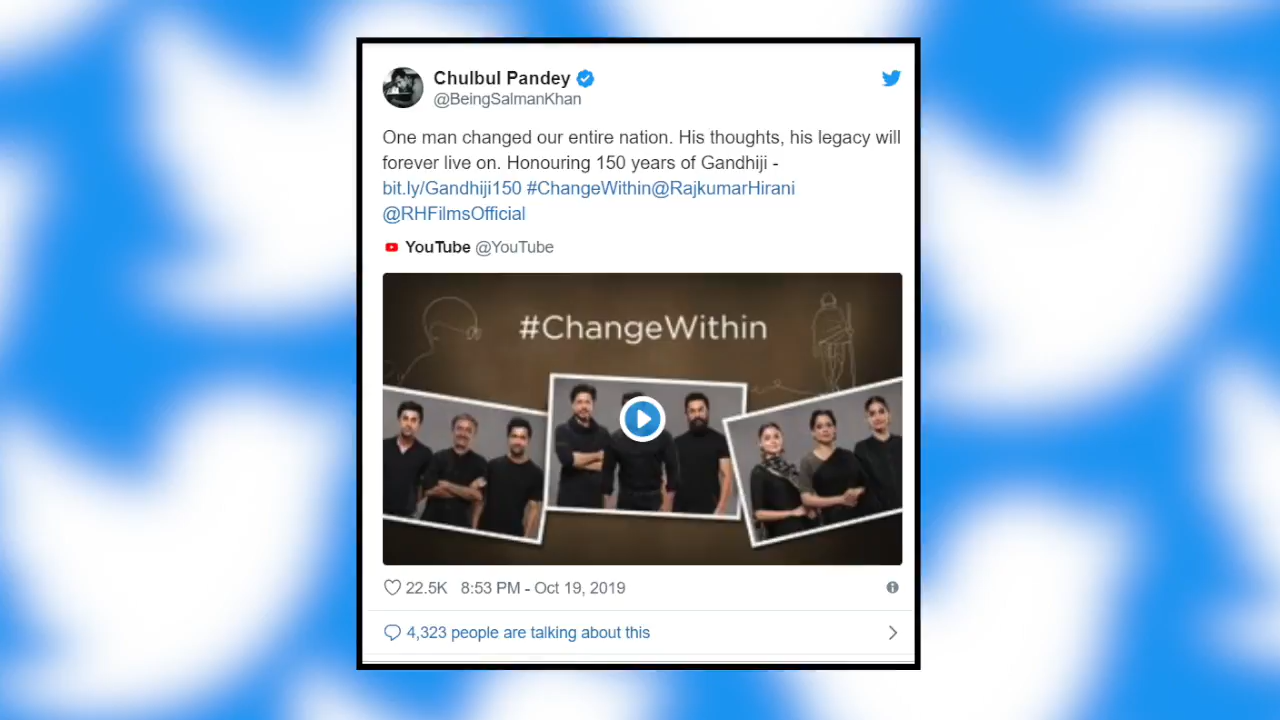 Chulbul Pandey
@BeingSalmanKhan
One man changed our entire nation. His thoughts, his legacy will
forever live on. Honouring 150 years of Gandhiji -
bit.ly/Gandhiji150 #ChangeWithin@RajkumarHirani
@RHFilmsOfficial
YouTube @YouTube
#ChangeWithin
22.5K 8:53 PM - Oct 19, 2019
4,323 people are talking about this